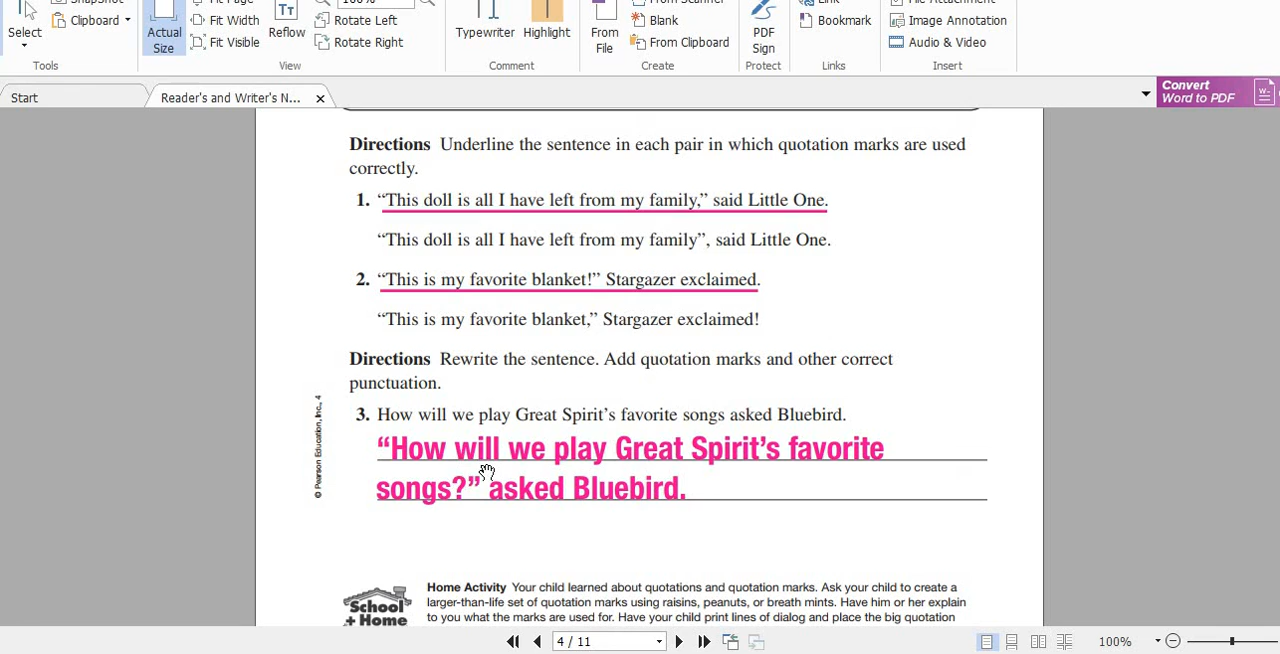 Snapshot
Clipboard
Select
Tools
Actual
Size
Fit Page
Fit Width
Fit Visible
Reflow
100%
Rotate Left
Rotate Right
View
Typewriter
Highlight
Comment
From
File
From Scanner
Blank
From Clipboard
Create
PDF
Sign
Protect
Link
Bookmark
Links
File Attachment
Image Annotation
Audio & Video
Insert
Start
Reader's and Writer's N...
Convert
Word to PDF
Directions Underline the sentence in each pair in which quotation marks are used
correctly.
1. “This doll is all I have left from my family,” said Little One.
“This doll is all I have left from my family”, said Little One.
2. “This is my favorite blanket!” Stargazer exclaimed.
“This is my favorite blanket,” Stargazer exclaimed!
Directions Rewrite the sentence. Add quotation marks and other correct
punctuation.
3. How will we play Great Spirit’s favorite songs asked Bluebird.
“How will we play Great Spirit’s favorite
songs?” asked Bluebird.
© Pearson Education, Inc., 4
School
+ Home
Home Activity Your child learned about quotations and quotation marks. Ask your child to create a
larger-than-life set of quotation marks using raisins, peanuts, or breath mints. Have him or her explain
to you what the marks are used for. Have your child print lines of dialog and place the big quotation
4 / 11
100%